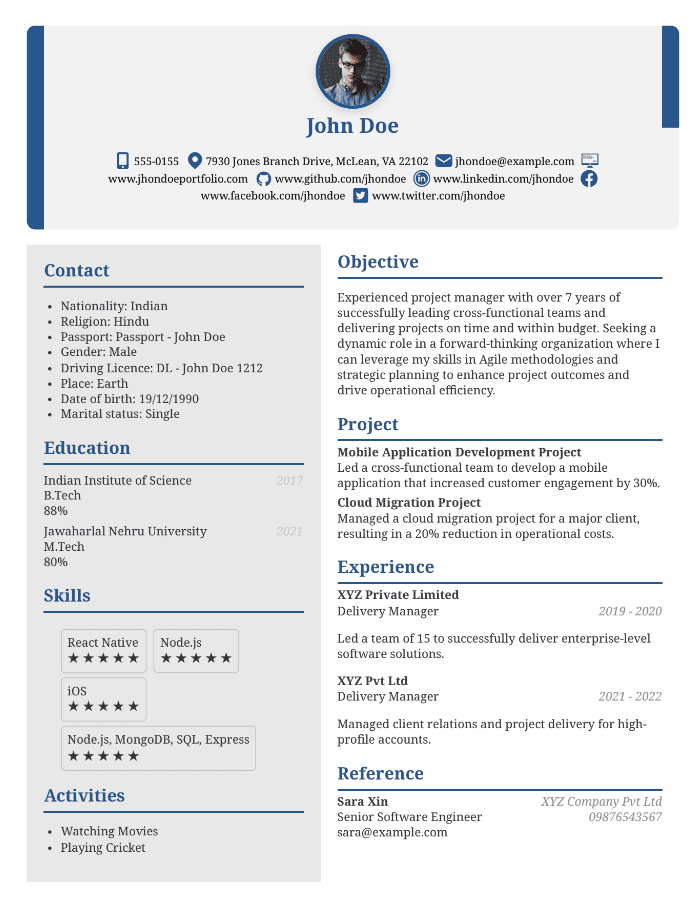 John Doe
555-0155 7930 Jones Branch Drive, McLean, VA 22102 jhondoe@example.com
www.jhondoeportfolio.com www.github.com/jhondoe www.linkedin.com/jhondoe
www.facebook.com/jhondoe www.twitter.com/jhondoe
Contact
• Nationality: Indian
• Religion: Hindu
• Passport: Passport - John Doe
• Gender: Male
• Driving Licence: DL - John Doe 1212
• Place: Earth
• Date of birth: 19/12/1990
• Marital status: Single
Education
Indian Institute of Science 2017
B.Tech
88%
Jawaharlal Nehru University 2021
M.Tech
80%
Skills
React Native Node.js
★★★★★ ★★★★★
iOS
★★★★★
Node.js, MongoDB, SQL, Express
★★★★★
Activities
• Watching Movies
• Playing Cricket
Objective
Experienced project manager with over 7 years of
successfully leading cross-functional teams and
delivering projects on time and within budget. Seeking a
dynamic role in a forward-thinking organization where I
can leverage my skills in Agile methodologies and
strategic planning to enhance project outcomes and
drive operational efficiency.
Project
Mobile Application Development Project
Led a cross-functional team to develop a mobile
application that increased customer engagement by 30%.
Cloud Migration Project
Managed a cloud migration project for a major client,
resulting in a 20% reduction in operational costs.
Experience
XYZ Private Limited
Delivery Manager 2019 - 2020
Led a team of 15 to successfully deliver enterprise-level
software solutions.
XYZ Pvt Ltd
Delivery Manager 2021 - 2022
Managed client relations and project delivery for high-
profile accounts.
Reference
Sara Xin XYZ Company Pvt Ltd
Senior Software Engineer 09876543567
sara@example.com